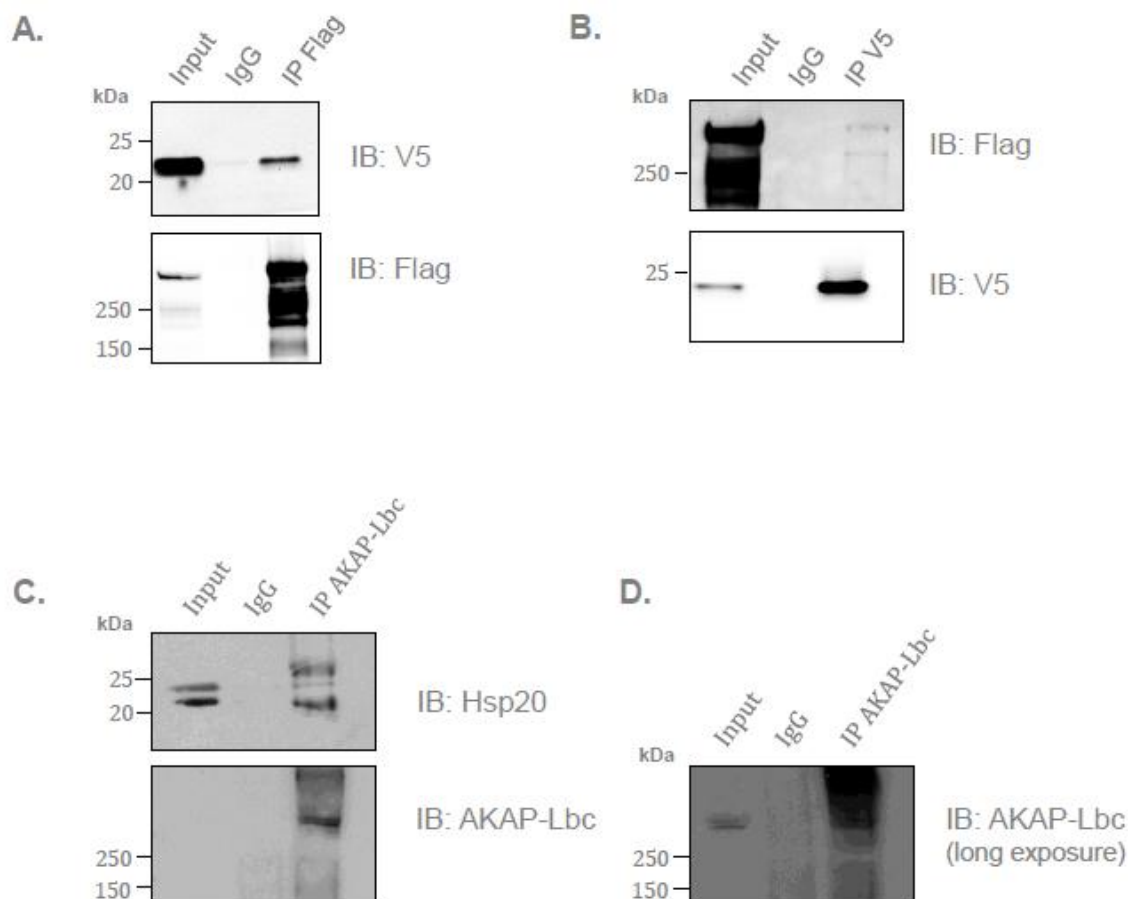 A.
Input IgG IP Flag
kDa
25
20
IB: V5
250
150
IB: Flag
B.
Input IgG IP V5
kDa
250
IB: Flag
25
IB: V5
C.
Input IgG IP AKAP-Lbc
kDa
25
20
IB: Hsp20
250
150
IB: AKAP-Lbc
D.
Input IgG IP AKAP-Lbc
kDa
250
150
IB: AKAP-Lbc
(long exposure)